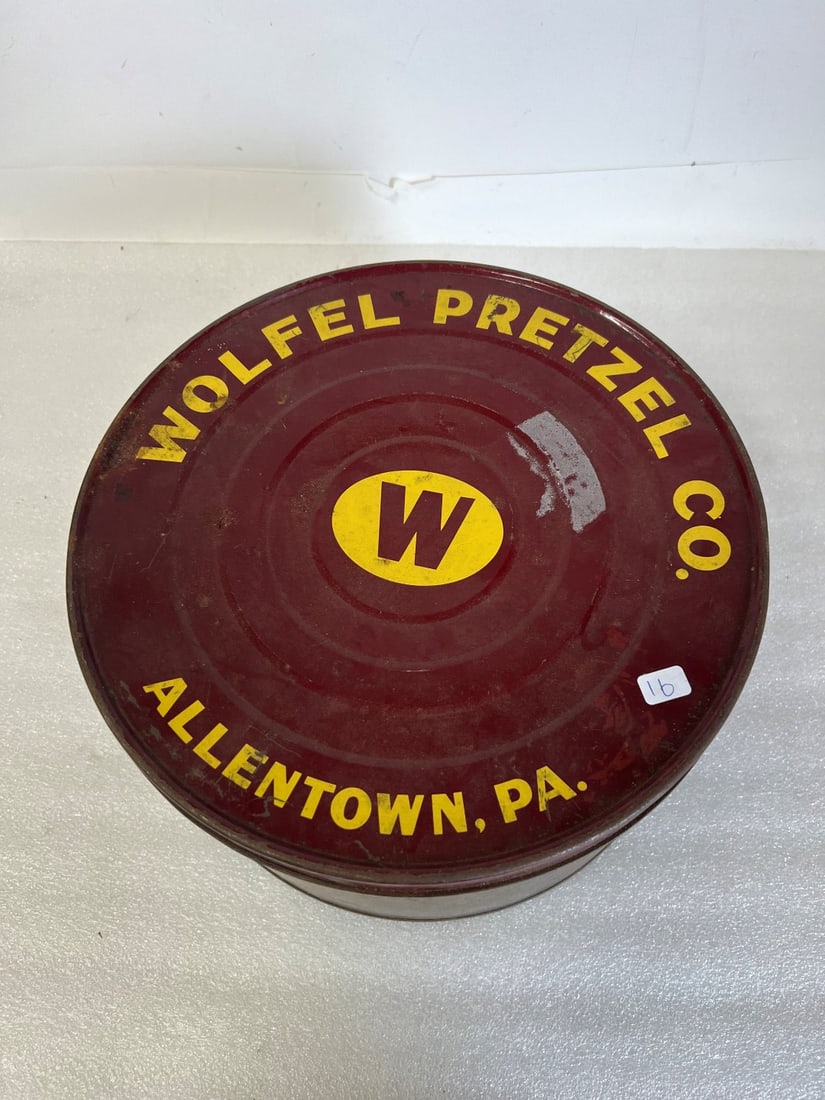 WOLFEL PRETZEL CO.
W
16
ALLENTOWN, PA.